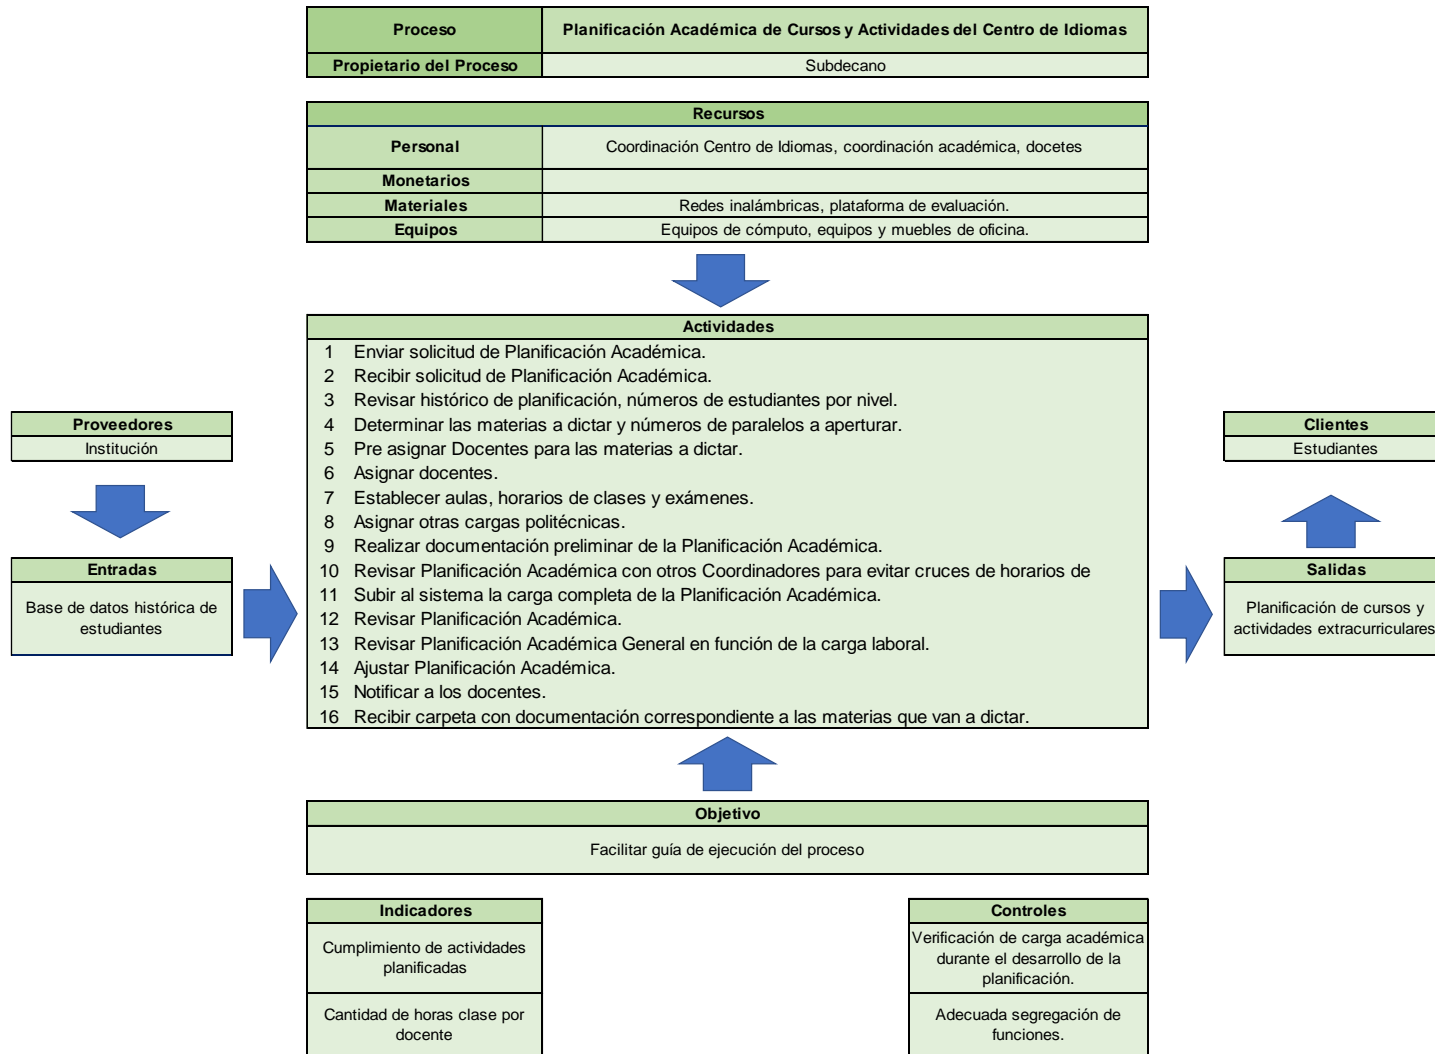 Proceso Planificación Académica de Cursos y Actividades del Centro de Idiomas
Propietario del Proceso Subdecano
Recursos
Personal Coordinación Centro de Idiomas, coordinación académica, docetes
Monetarios
Materiales Redes inalámbricas, plataforma de evaluación.
Equipos Equipos de cómputo, equipos y muebles de oficina.
Actividades
1 Enviar solicitud de Planificación Académica.
2 Recibir solicitud de Planificación Académica.
3 Revisar histórico de planificación, números de estudiantes por nivel.
4 Determinar las materias a dictar y números de paralelos a aperturar.
5 Pre asignar Docentes para las materias a dictar.
6 Asignar docentes.
7 Establecer aulas, horarios de clases y exámenes.
8 Asignar otras cargas politécnicas.
9 Realizar documentación preliminar de la Planificación Académica.
10 Revisar Planificación Académica con otros Coordinadores para evitar cruces de horarios de
11 Subir al sistema la carga completa de la Planificación Académica.
12 Revisar Planificación Académica.
13 Revisar Planificación Académica General en función de la carga laboral.
14 Ajustar Planificación Académica.
15 Notificar a los docentes.
16 Recibir carpeta con documentación correspondiente a las materias que van a dictar.
Proveedores
Institución
Entradas
Base de datos histórica de
estudiantes
Clientes
Estudiantes
Salidas
Planificación de cursos y
actividades extracurriculares
Objetivo
Facilitar guía de ejecución del proceso
Indicadores
Cumplimiento de actividades
planificadas
Cantidad de horas clase por
docente
Controles
Verificación de carga académica
durante el desarrollo de la
planificación.
Adecuada segregación de
funciones.